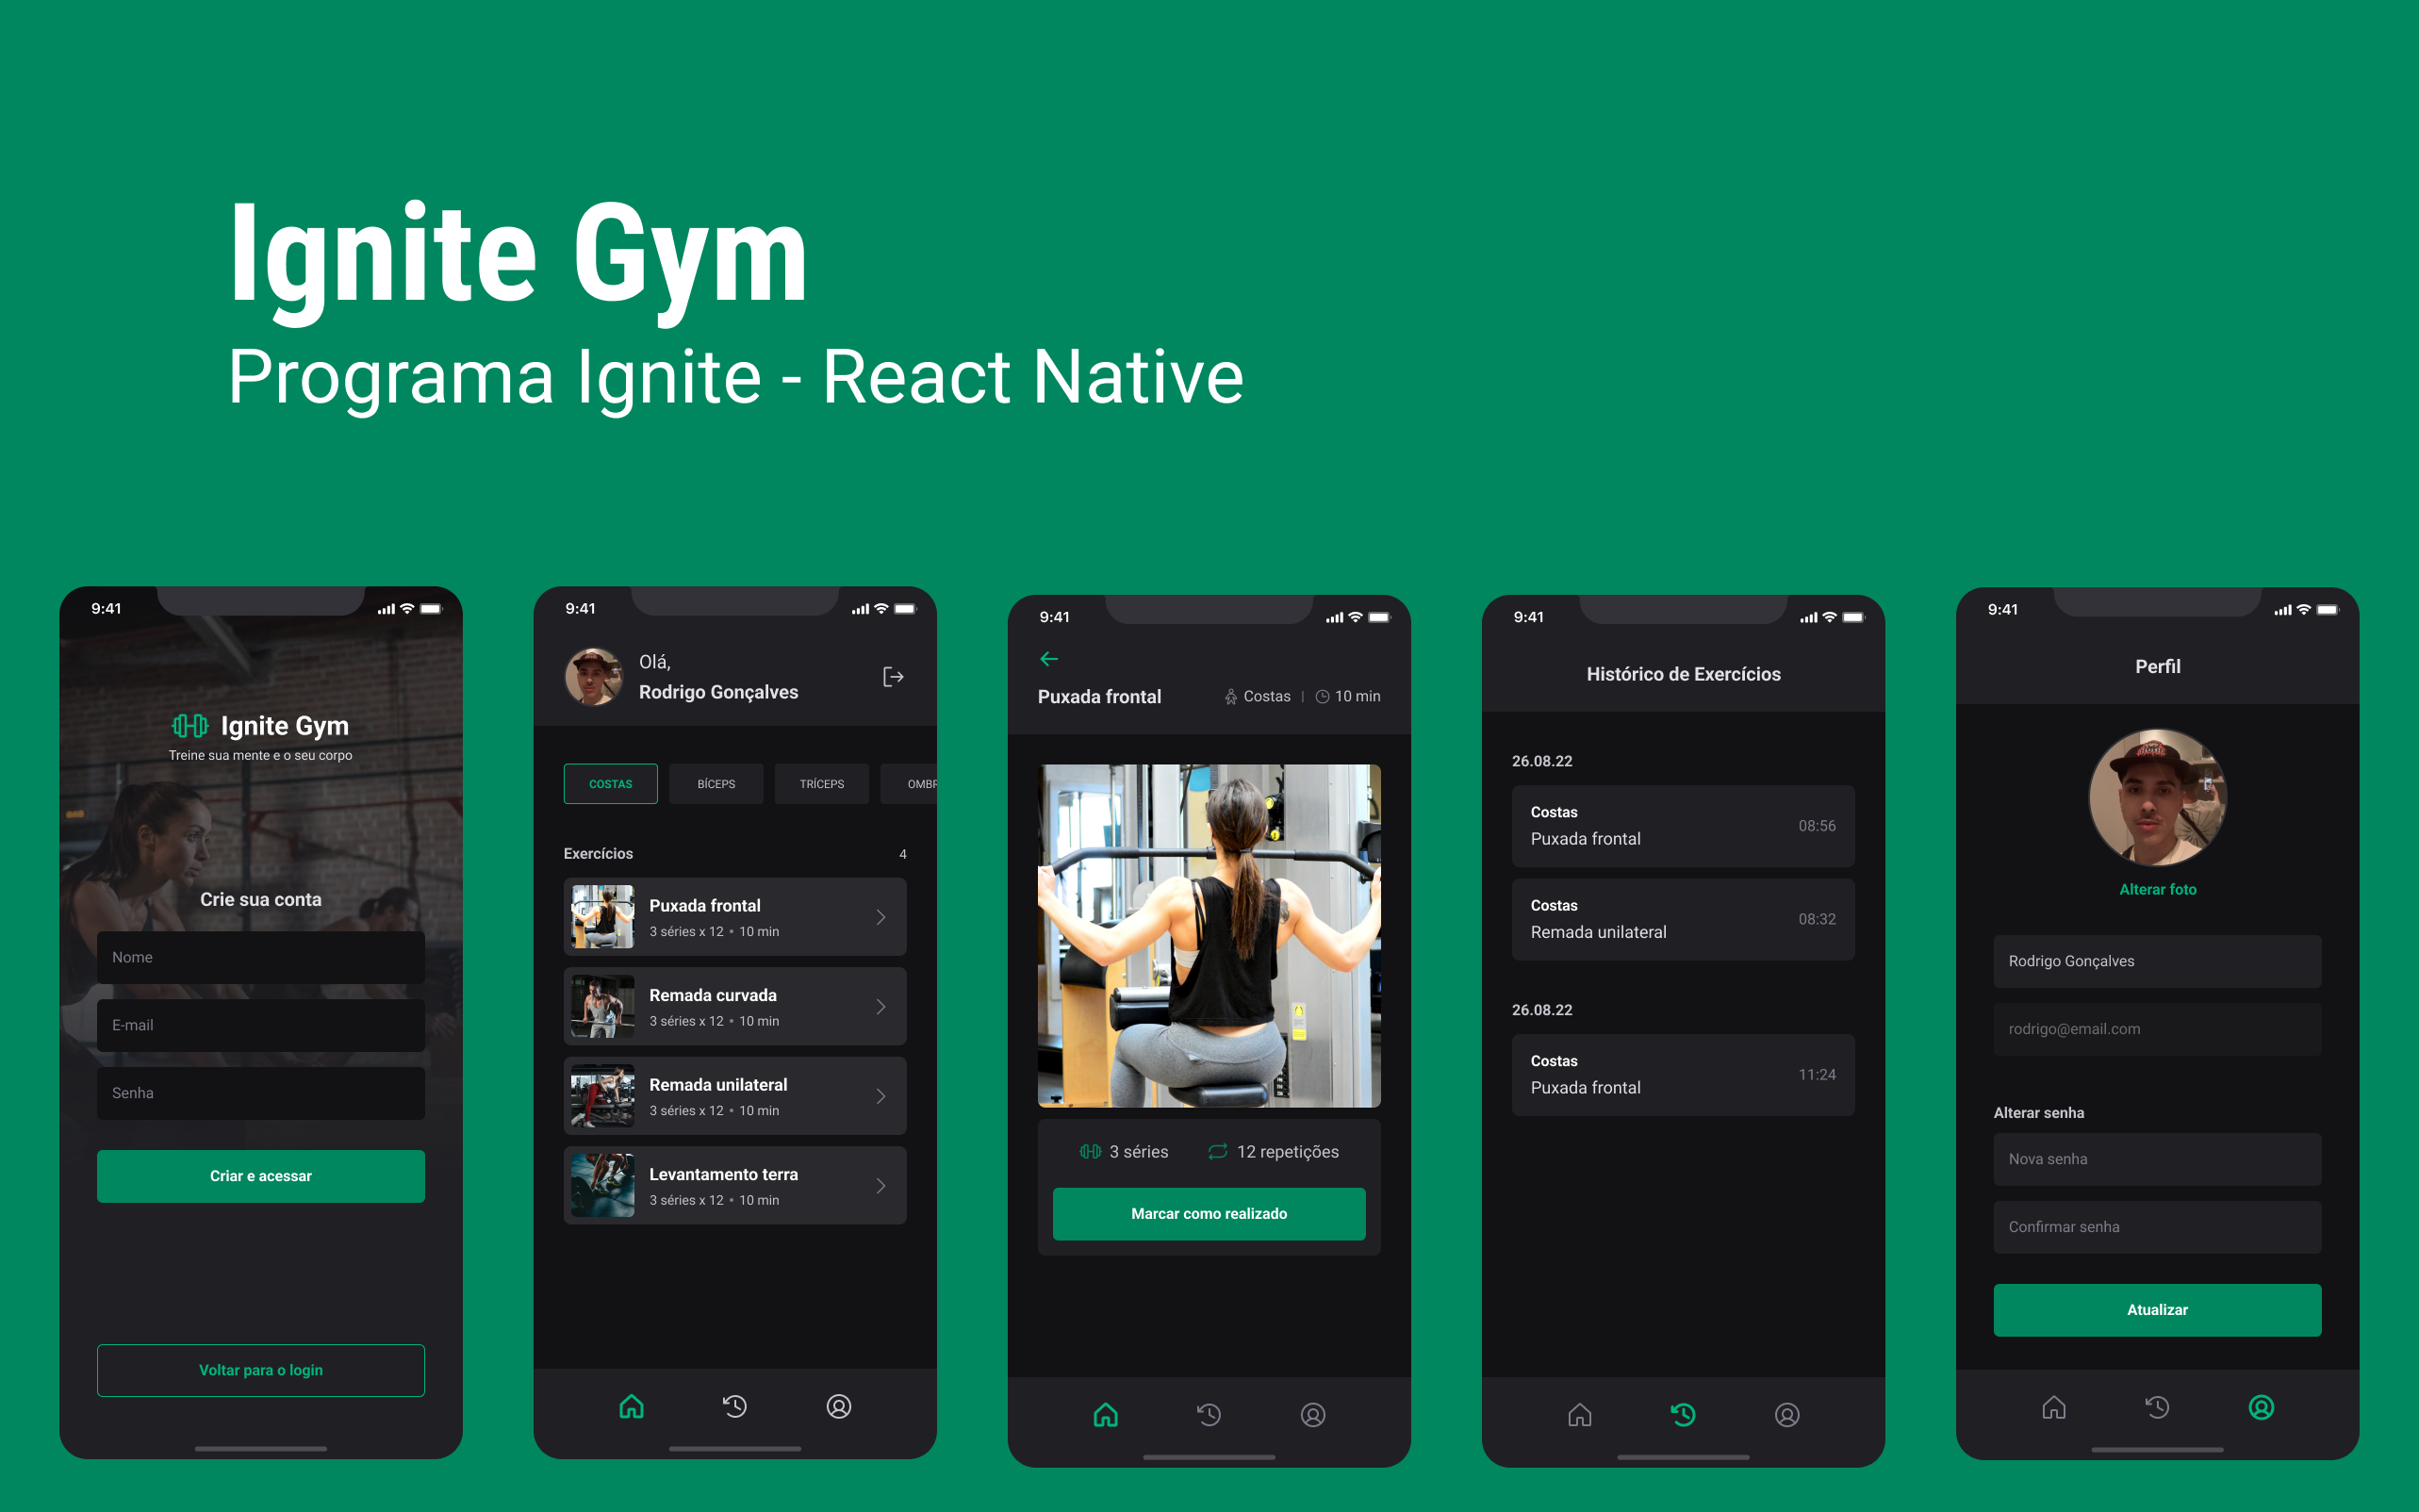 Ignite Gym
Programa Ignite - React Native
9:41
Ignite Gym
Treine sua mente e o seu corpo
Crie sua conta
Nome
E-mail
Senha
Criar e acessar
Voltar para o login
9:41
Olá,
Rodrigo Gonçalves
COSTAS BÍCEPS TRÍCEPS OMBR
Exercícios 4
Puxada frontal
3 séries x 12 • 10 min
Remada curvada
3 séries x 12 • 10 min
Remada unilateral
3 séries x 12 • 10 min
Levantamento terra
3 séries x 12 • 10 min
9:41
Puxada frontal Costas | 10 min
3 séries 12 repetições
Marcar como realizado
9:41
Histórico de Exercícios
26.08.22
Costas
Puxada frontal
08:56
Costas
Remada unilateral
08:32
26.08.22
Costas
Puxada frontal
11:24
9:41
Perfil
Alterar foto
Rodrigo Gonçalves
rodrigo@email.com
Alterar senha
Nova senha
Confirmar senha
Atualizar